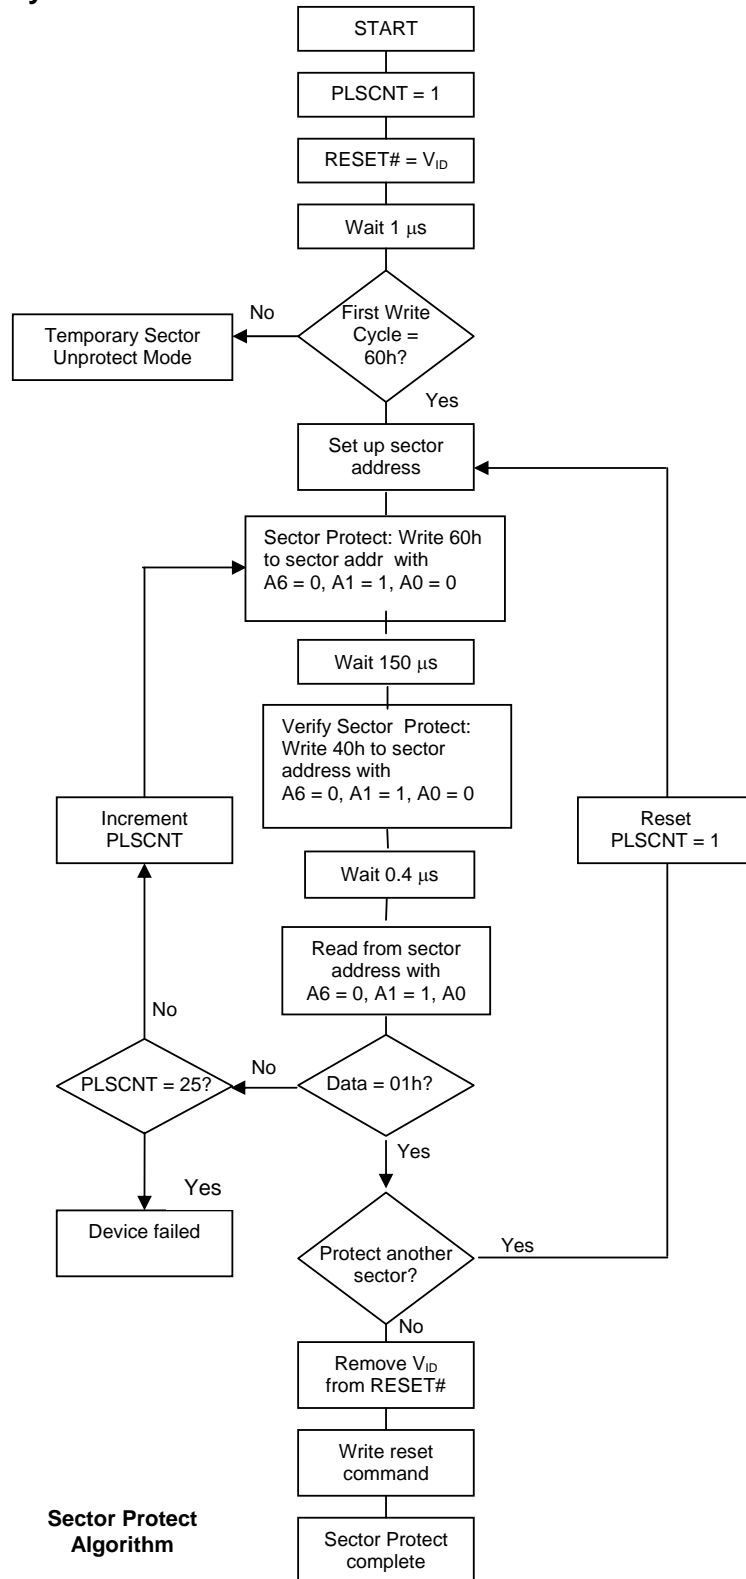 y
START
PLSCNT = 1
RESET# = VID
Wait 1 μs
No
First Write
Cycle =
60h?
Temporary Sector
Unprotect Mode
Yes
Set up sector
address
Sector Protect: Write 60h
to sector addr with
A6 = 0, A1 = 1, A0 = 0
Wait 150 μs
Verify Sector Protect:
Write 40h to sector
address with
A6 = 0, A1 = 1, A0 = 0
Increment
PLSCNT
Reset
PLSCNT = 1
Wait 0.4 μs
Read from sector
address with
A6 = 0, A1 = 1, A0
No
PLSCNT = 25?
No
Data = 01h?
Yes
Yes
Device failed
Protect another
sector?
Yes
No
Remove VID
from RESET#
Write reset
command
Sector Protect
Algorithm
Sector Protect
complete